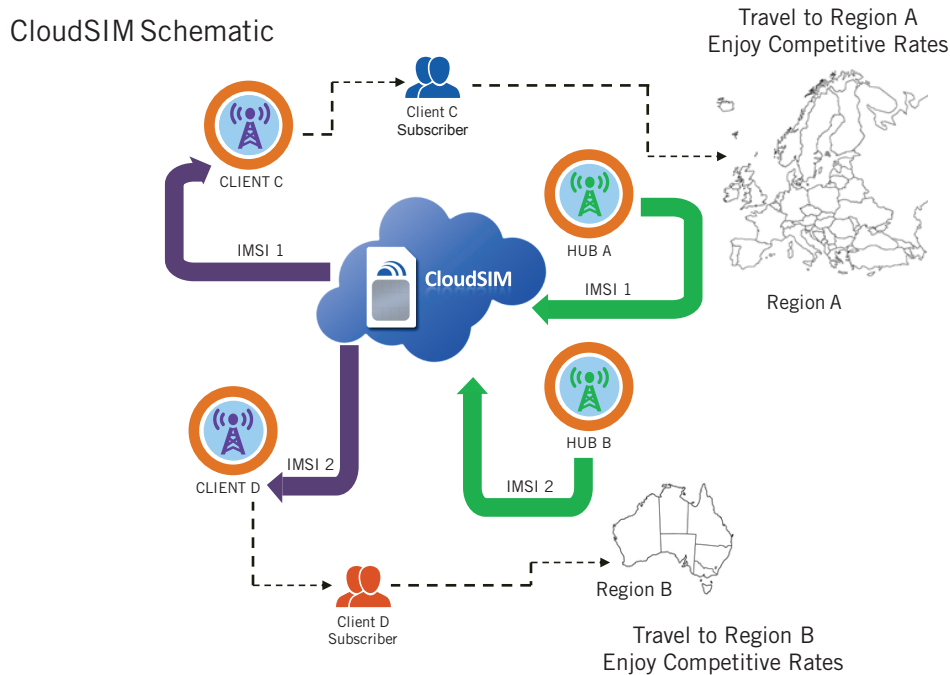 CloudSIM Schematic
Travel to Region A
Enjoy Competitive Rates
Client C
Subscriber
CLIENT C
HUB A
IMSI 1
CloudSIM
IMSI 1
Region A
HUB B
IMSI 2
CLIENT D
IMSI 2
Region B
Client D
Subscriber
Travel to Region B
Enjoy Competitive Rates